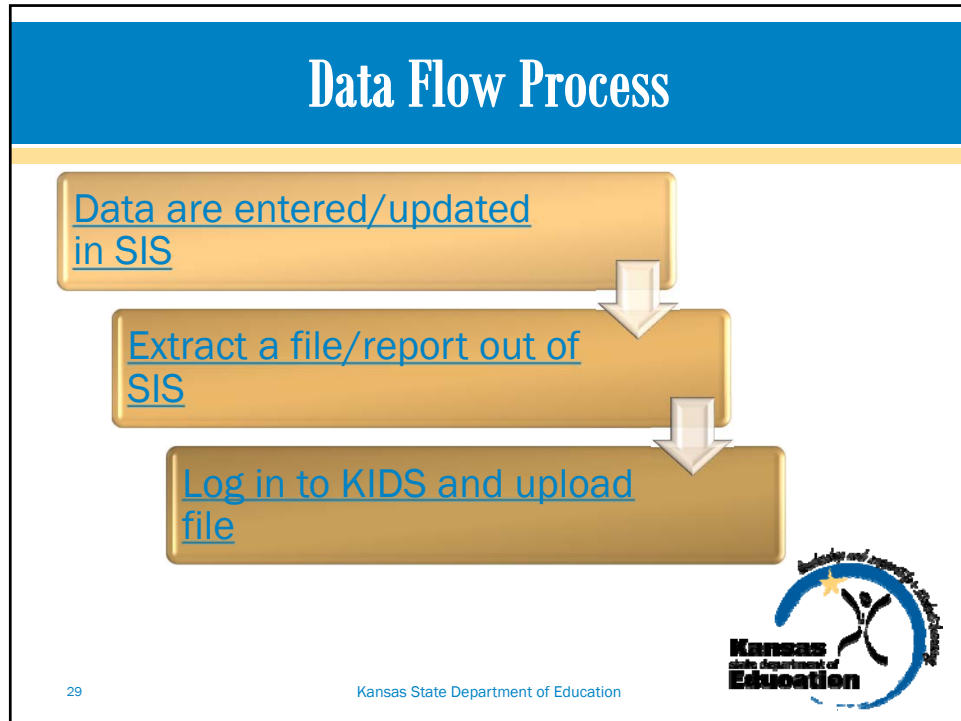 Data Flow Process
Data are entered/updated
in SIS
Extract a file/report out of
SIS
Log in to KIDS and upload
file
Kansas
state department of
Education
29
Kansas State Department of Education